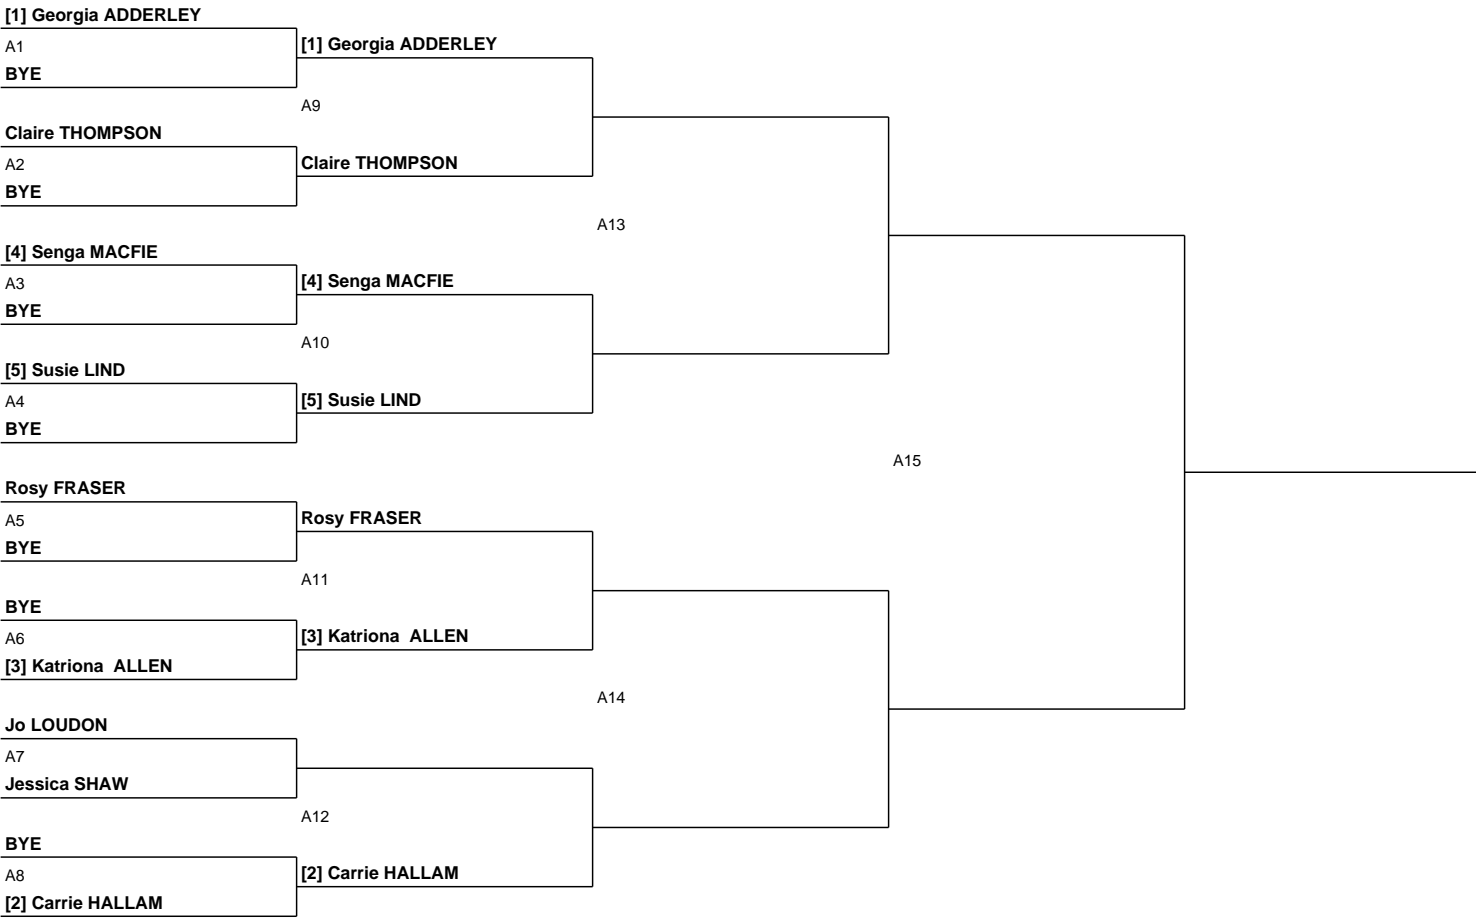 [1] Georgia ADDERLEY
A1
BYE
[1] Georgia ADDERLEY
A9
Claire THOMPSON
A2
BYE
Claire THOMPSON
A13
[4] Senga MACFIE
A3
BYE
[4] Senga MACFIE
A10
[5] Susie LIND
A4
BYE
[5] Susie LIND
A15
Rosy FRASER
A5
BYE
Rosy FRASER
A11
BYE
A6
[3] Katriona  ALLEN
[3] Katriona  ALLEN
A14
Jo LOUDON
A7
Jessica SHAW
A12
BYE
A8
[2] Carrie HALLAM
[2] Carrie HALLAM